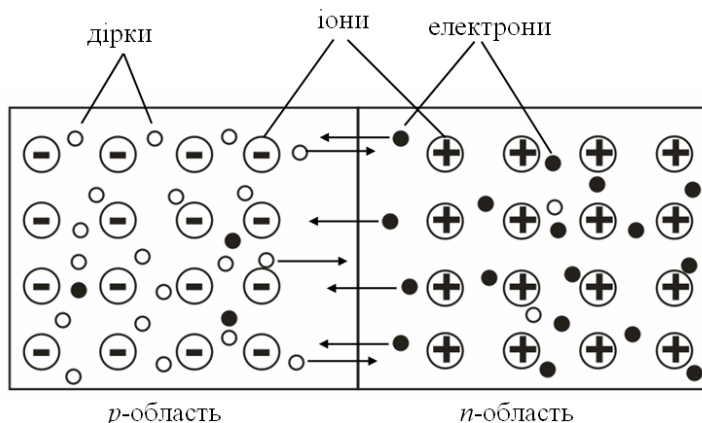 дірки
іони
електрони
p-область
n-область